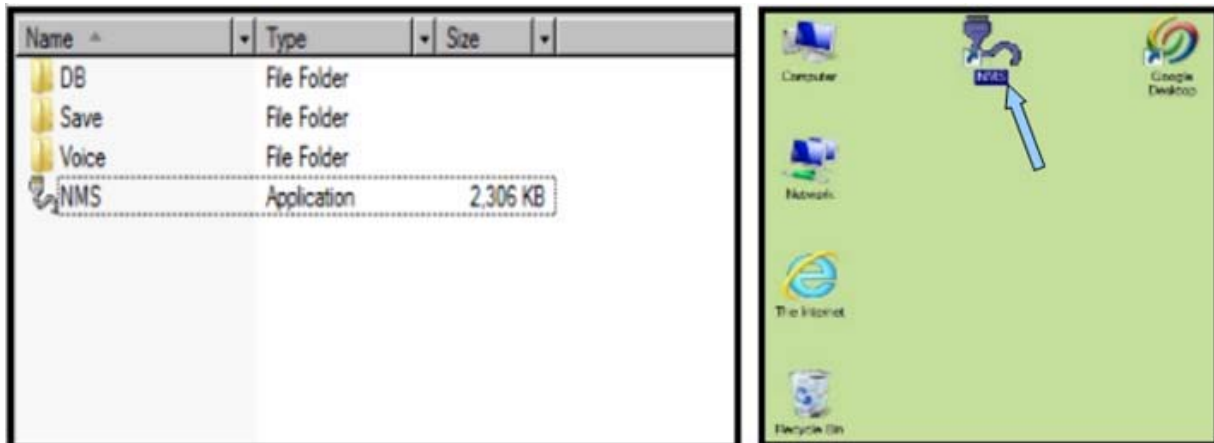 Name Type Size
DB File Folder
Save File Folder
Voice File Folder
NMS Application 2,306 KB
Computer
NMS
Google
Desktop
Network
The Internet
Recycle Bin